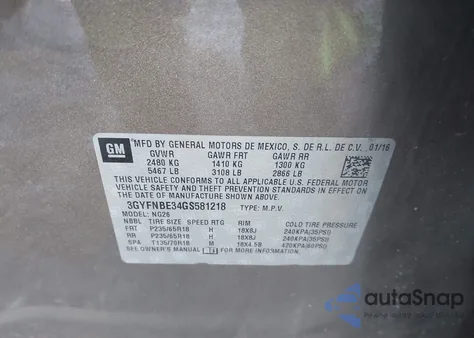 GM
MFD BY GENERAL MOTORS DE MEXICO, S. DE R.L. DE C.V. 01/16
GVWR GAWR FRT GAWR RR
2480 KG 1410 KG 1300 KG
5467 LB 3108 LB 2866 LB
THIS VEHICLE CONFORMS TO ALL APPLICABLE U.S. FEDERAL
MOTOR VEHICLE SAFETY, BUMPER, AND THEFT PREVENTION
STANDARDS IN EFFECT ON THE DATE OF MANUFACTURE SHOWN ABOVE.
3GYFNBE34GS581218 TYPE: M.P.V.
NBBL: NG26
TIRE SIZE SPEED RTG RIM COLD TIRE PRESSURE
FRT P235/65R18 H 18X8J 240KPA(35PSI)
RR P235/65R18 H 18X8J 240KPA(35PSI)
SPA T135/70R18 M 18X4.5B 420KPA(60PSI)
SEE OWNER'S MANUAL FOR MORE INFORMATION.
autoSnap